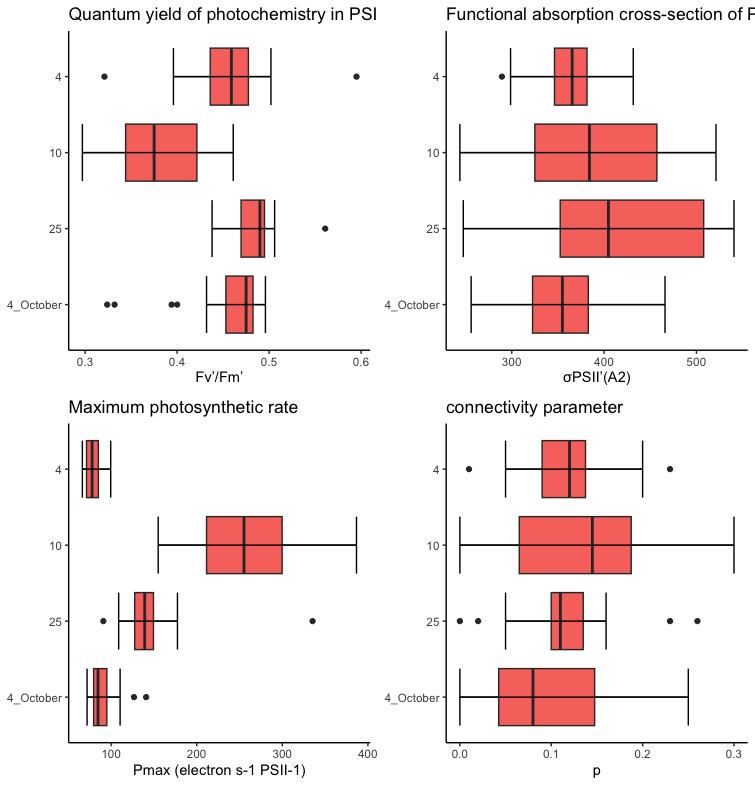 Quantum yield of photochemistry in PSI
4
10
25
4_October
0.3 0.4 0.5 0.6
Fv'/Fm'
Functional absorption cross-section of F
4
10
25
4_October
300 400 500
σPSII'(A2)
Maximum photosynthetic rate
4
10
25
4_October
100 200 300 400
Pmax (electron s-1 PSII-1)
connectivity parameter
4
10
25
4_October
0.0 0.1 0.2 0.3
p